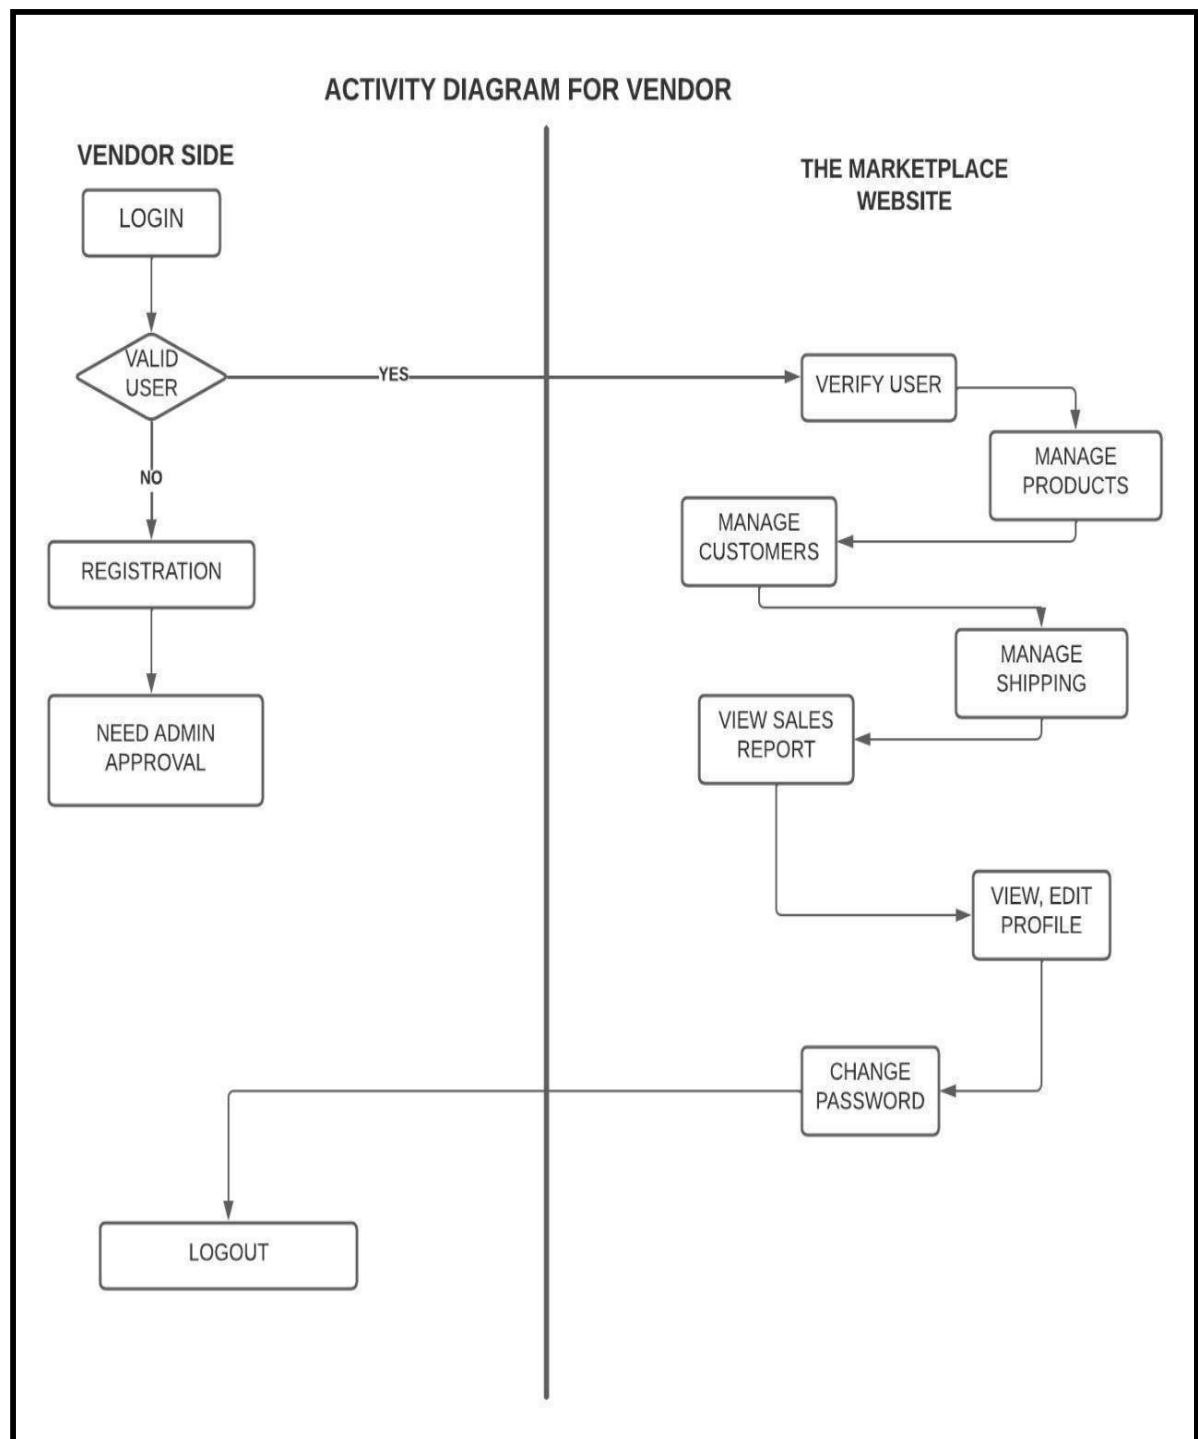 ACTIVITY DIAGRAM FOR VENDOR
VENDOR SIDE
THE MARKETPLACE
WEBSITE
LOGIN
VALID
USER
YES
VERIFY USER
MANAGE
PRODUCTS
NO
MANAGE
CUSTOMERS
REGISTRATION
MANAGE
SHIPPING
NEED ADMIN
APPROVAL
VIEW SALES
REPORT
VIEW, EDIT
PROFILE
CHANGE
PASSWORD
LOGOUT